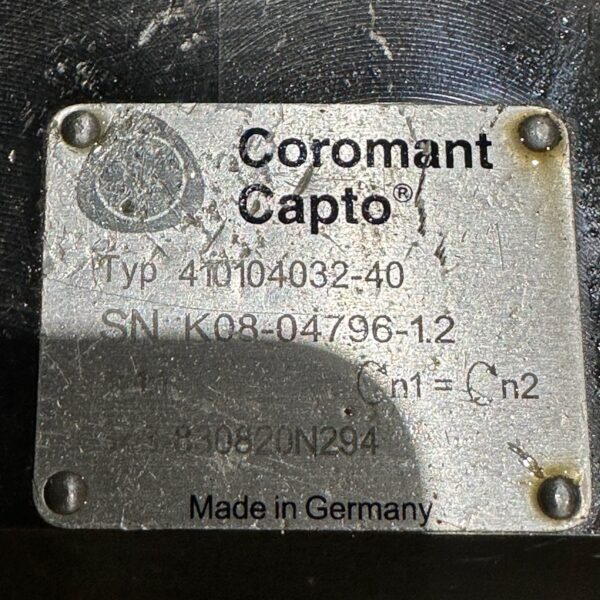 Coromant
Capto®
Typ 410104032-40
SN K08-04796-1.2
n1 = n2
830820N294
Made in Germany